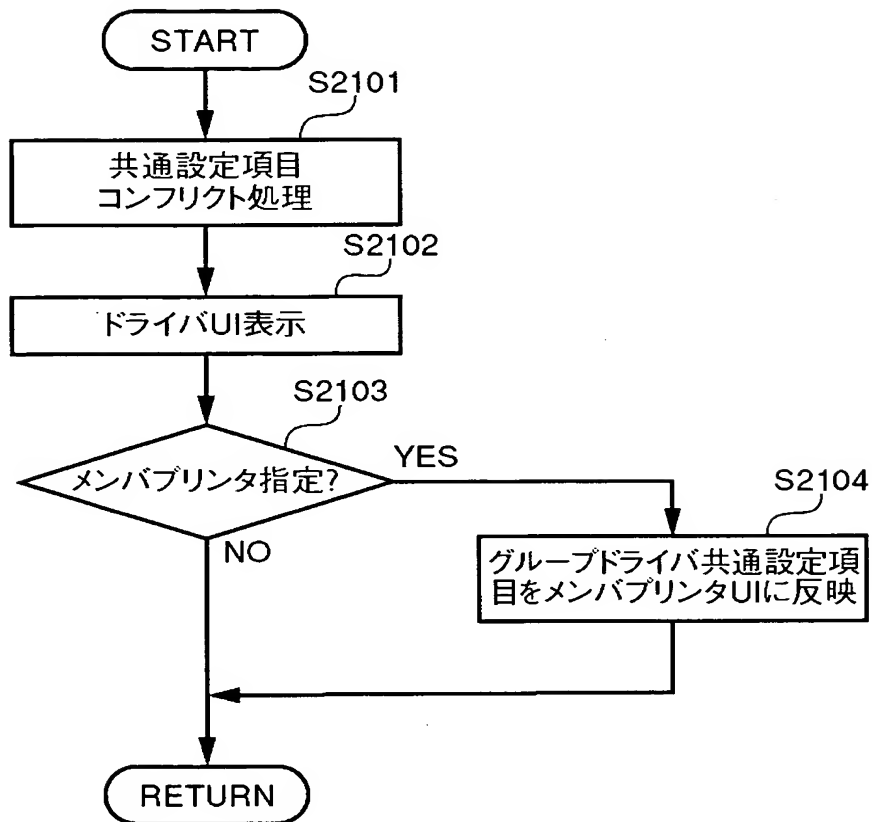 START
S2101
共通設定項目
コンフリクト処理
S2102
ドライバUI表示
S2103
メンバプリンタ指定?
YES
NO
S2104
グループドライバ共通設定項
目をメンバプリンタUIに反映
RETURN